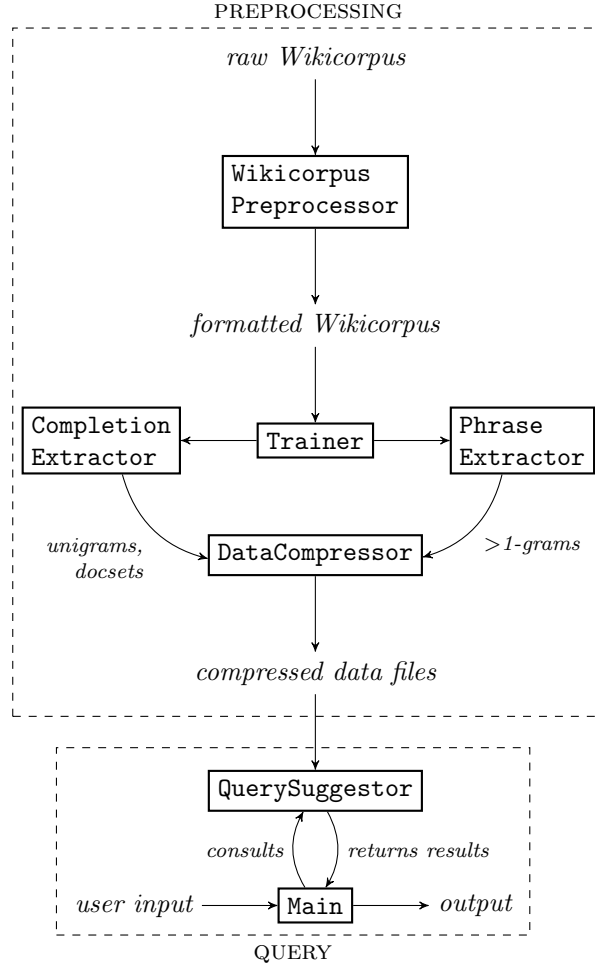 PREPROCESSING
raw Wikicorpus
Wikicorpus
Preprocessor
formatted Wikicorpus
Completion
Extractor
Trainer
Phrase
Extractor
unigrams,
docsets
DataCompressor
>1-grams
compressed data files
QuerySuggestor
consults
returns results
user input
Main
output
QUERY